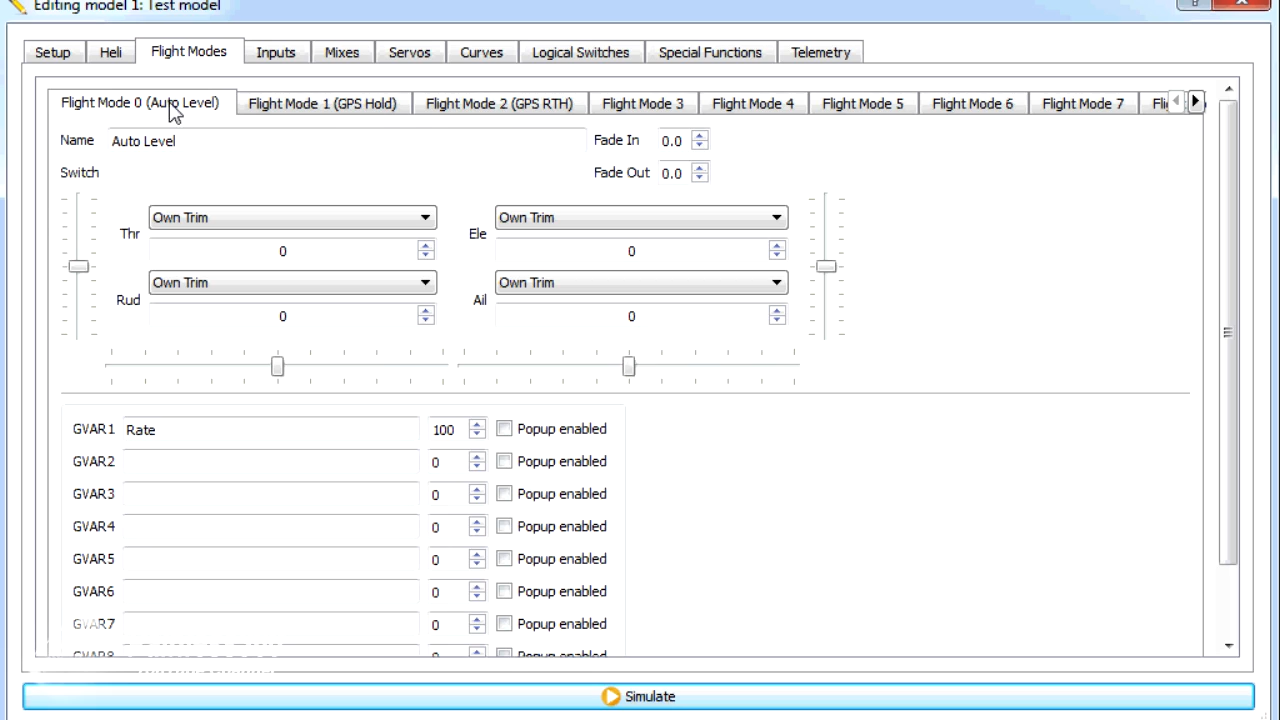 Editing model 1: Test model
?
Setup Heli Flight Modes Inputs Mixes Servos Curves Logical Switches Special Functions Telemetry
Flight Mode 0 (Auto Level) Flight Mode 1 (GPS Hold) Flight Mode 2 (GPS RTH) Flight Mode 3 Flight Mode 4 Flight Mode 5 Flight Mode 6 Flight Mode 7
Name Auto Level Fade In 0.0
Switch Fade Out 0.0
Own Trim Own Trim
Thr Ele
0 0
Own Trim Own Trim
Rud Ail
0 0
GVAR1 Rate 100 Popup enabled
GVAR2 0 Popup enabled
GVAR3 0 Popup enabled
GVAR4 0 Popup enabled
GVAR5 0 Popup enabled
GVAR6 0 Popup enabled
GVAR7 0 Popup enabled
GVAR8 0 Popup enabled
Simulate